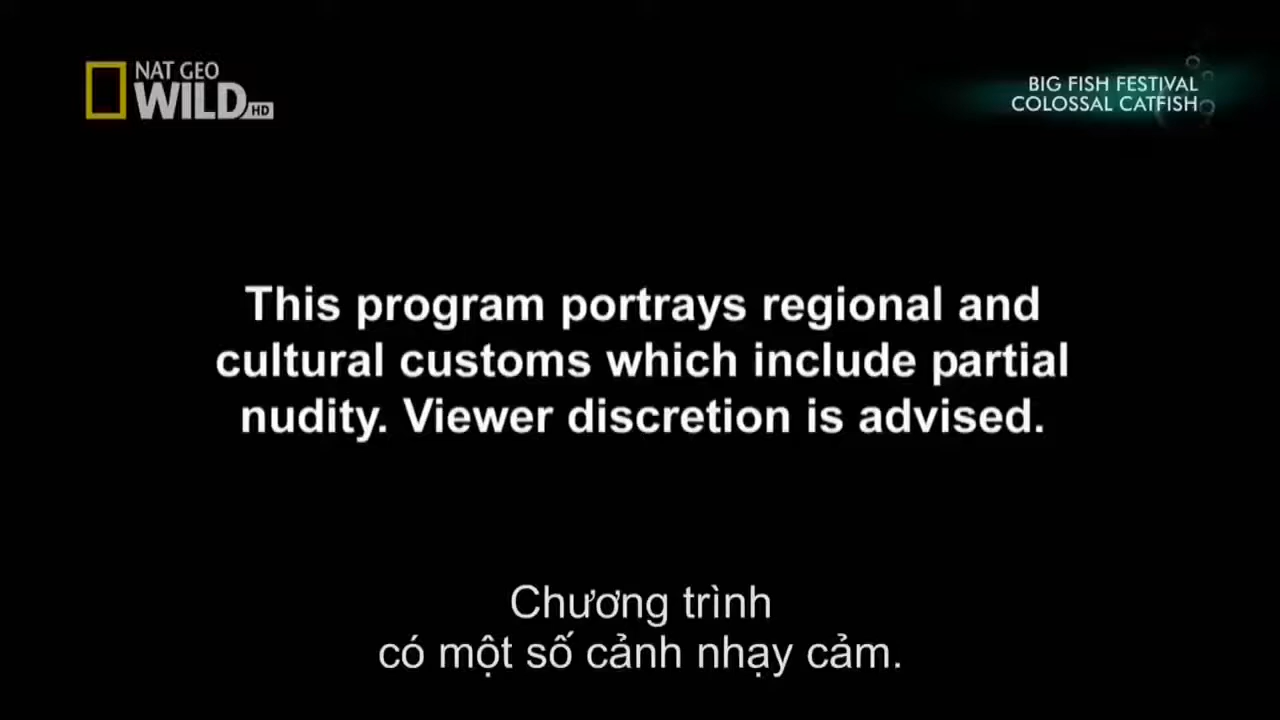 NAT GEO
WILD HD
BIG FISH FESTIVAL
COLOSSAL CATFISH
This program portrays regional and
cultural customs which include partial
nudity. Viewer discretion is advised.
Chương trình
có một số cảnh nhạy cảm.